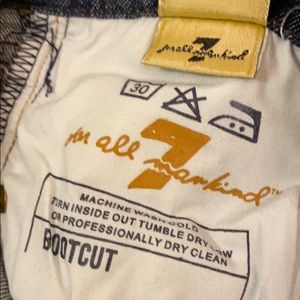 7
for all mankind
30
7
for all mankind™
MACHINE WASH COLD
TURN INSIDE OUT TUMBLE DRY LOW
OR PROFESSIONALLY DRY CLEAN
BOOTCUT